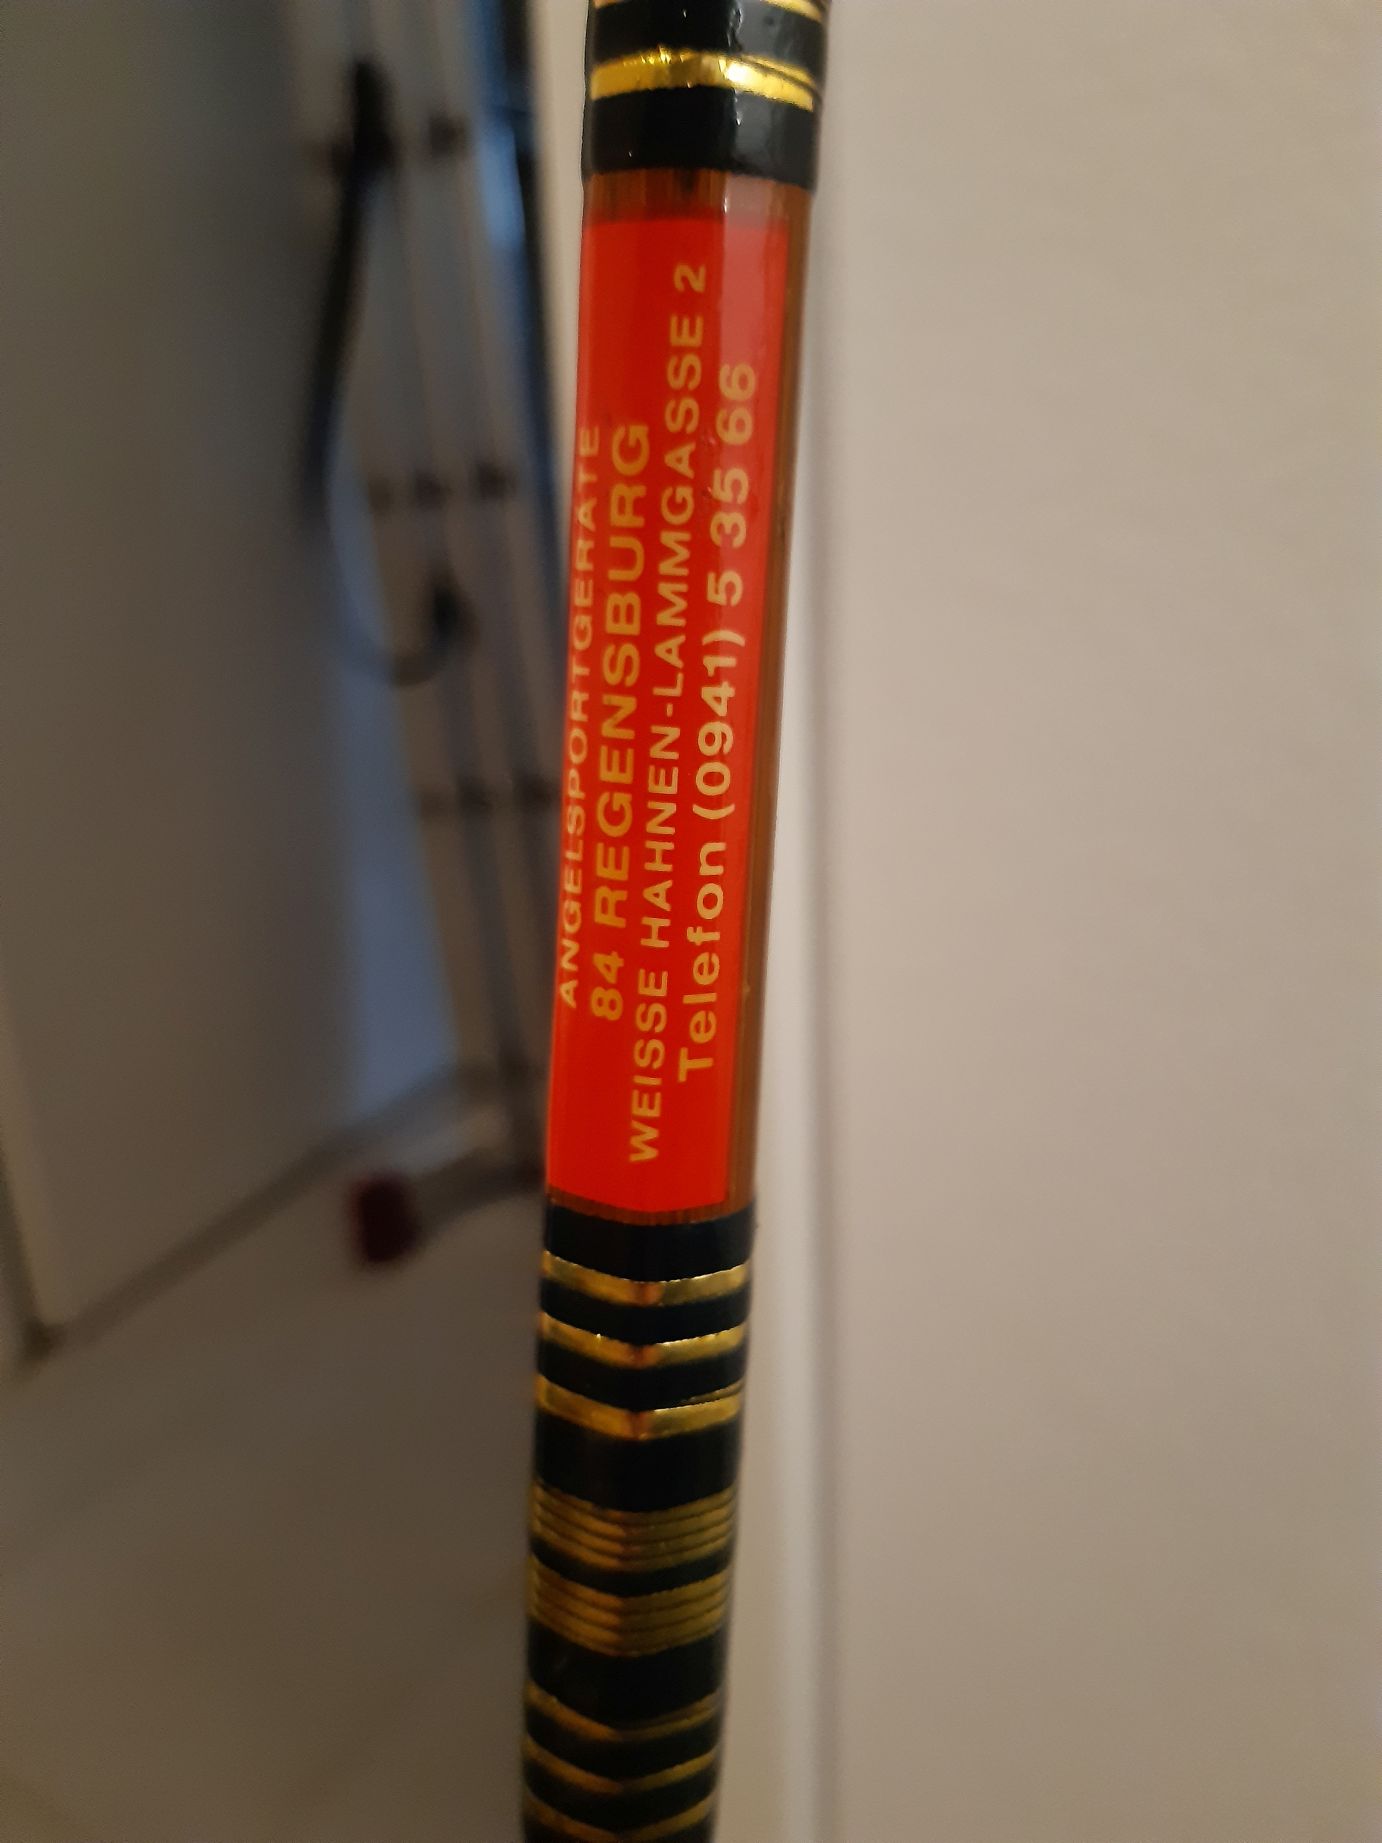 ANGELSPORTGERÄTE
84 REGENSBURG
WEISSE HAHNEN-LAMMGASSE 2
Telefon (0941) 5 35 66